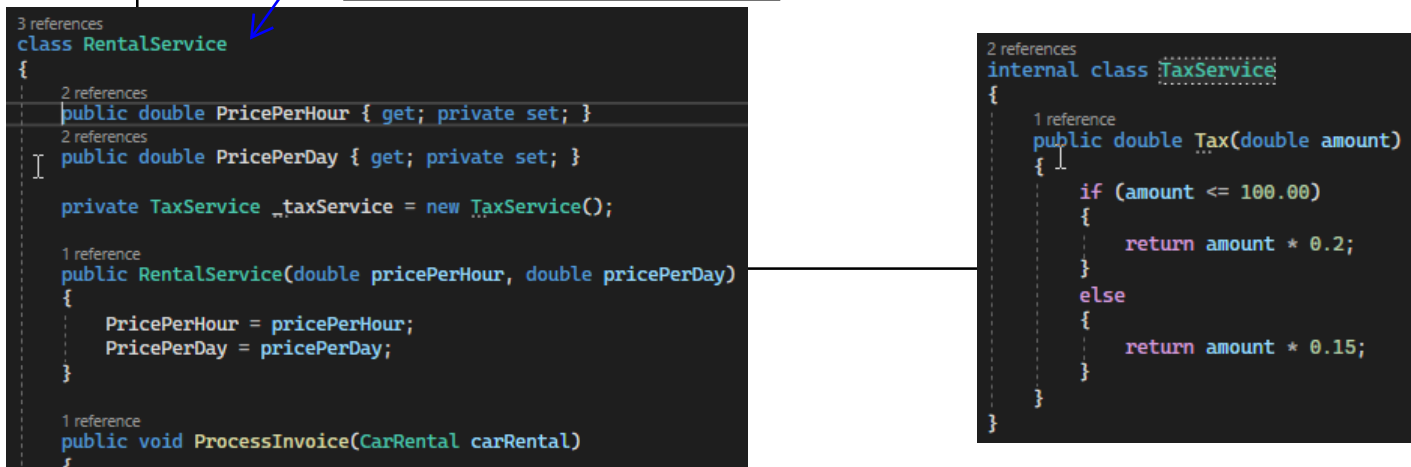 3 references
class RentalService
{
2 references
public double PricePerHour { get; private set; }
2 references
public double PricePerDay { get; private set; }
private TaxService _taxService = new TaxService();
1 reference
public RentalService(double pricePerHour, double pricePerDay)
{
PricePerHour = pricePerHour;
PricePerDay = pricePerDay;
}
1 reference
public void ProcessInvoice(CarRental carRental)
{
2 references
internal class TaxService
{
1 reference
public double Tax(double amount)
{
if (amount <= 100.00)
{
return amount * 0.2;
}
else
{
return amount * 0.15;
}
}
}